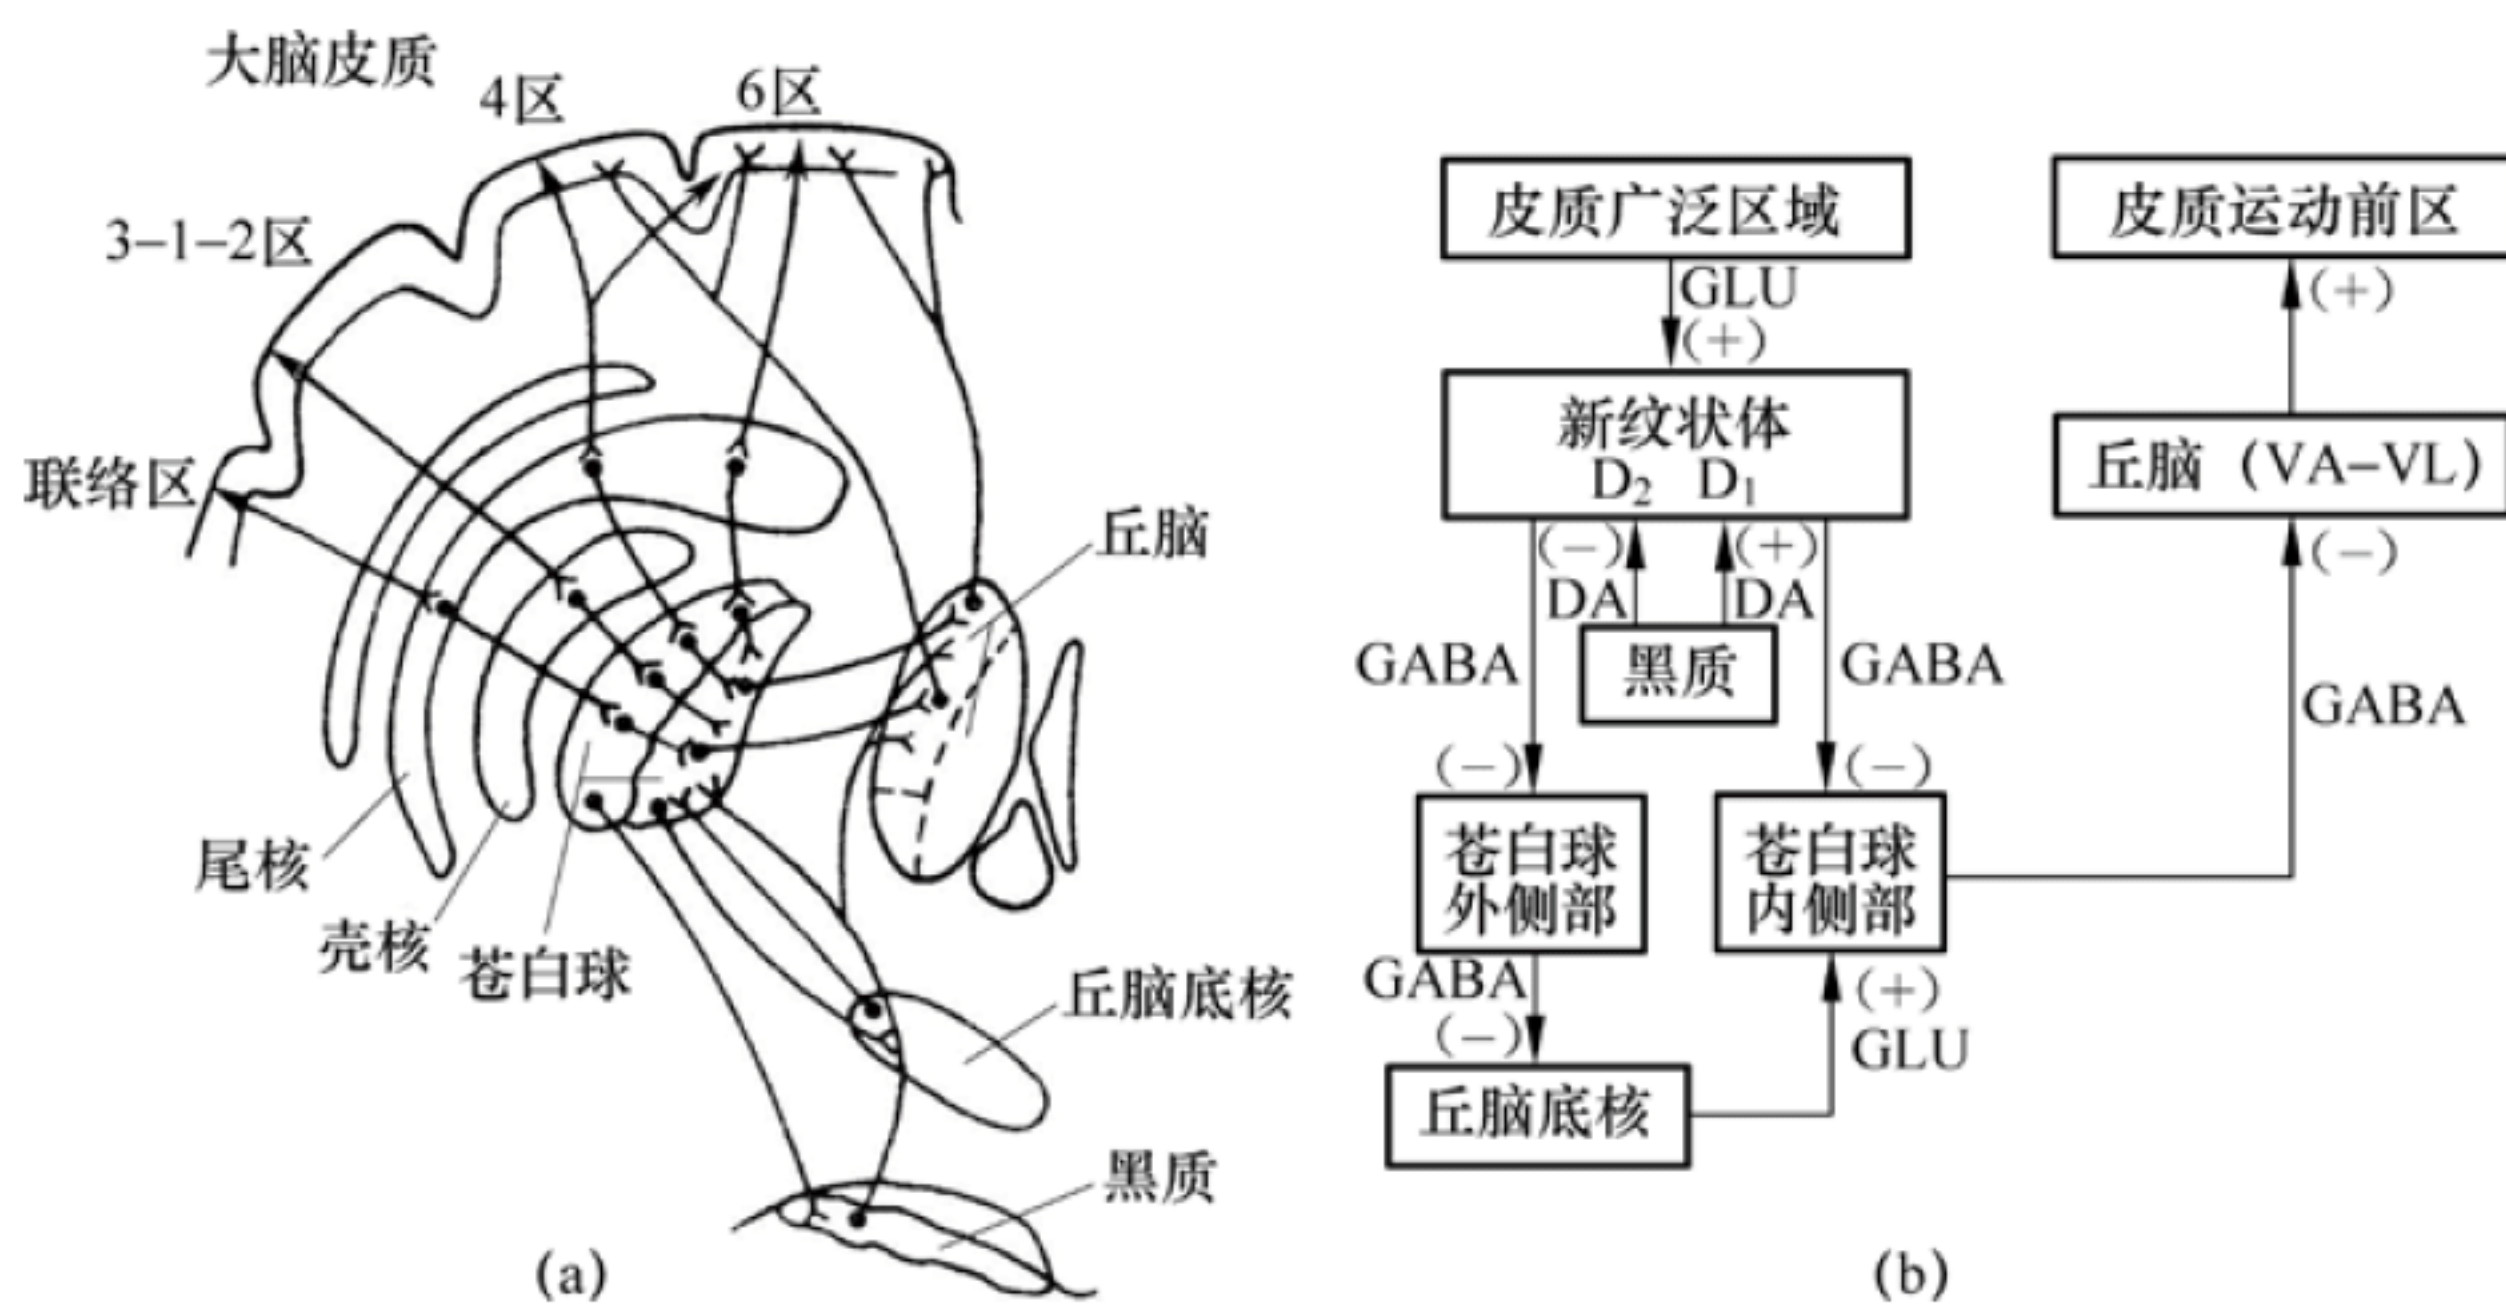 大脑皮质
4区
6区
3-1-2区
联络区
丘脑
尾核
壳核
苍白球
丘脑底核
黑质
(a)
皮质广泛区域
GLU
(+)
新纹状体
D₂ D₁
(-)
DA
(+)
DA
黑质
GABA
GABA
(-)
(-)
苍白球
外侧部
苍白球
内侧部
GABA
(-)
(+)
GLU
丘脑底核
皮质运动前区
(+)
丘脑（VA-VL）
(-)
GABA
(b)